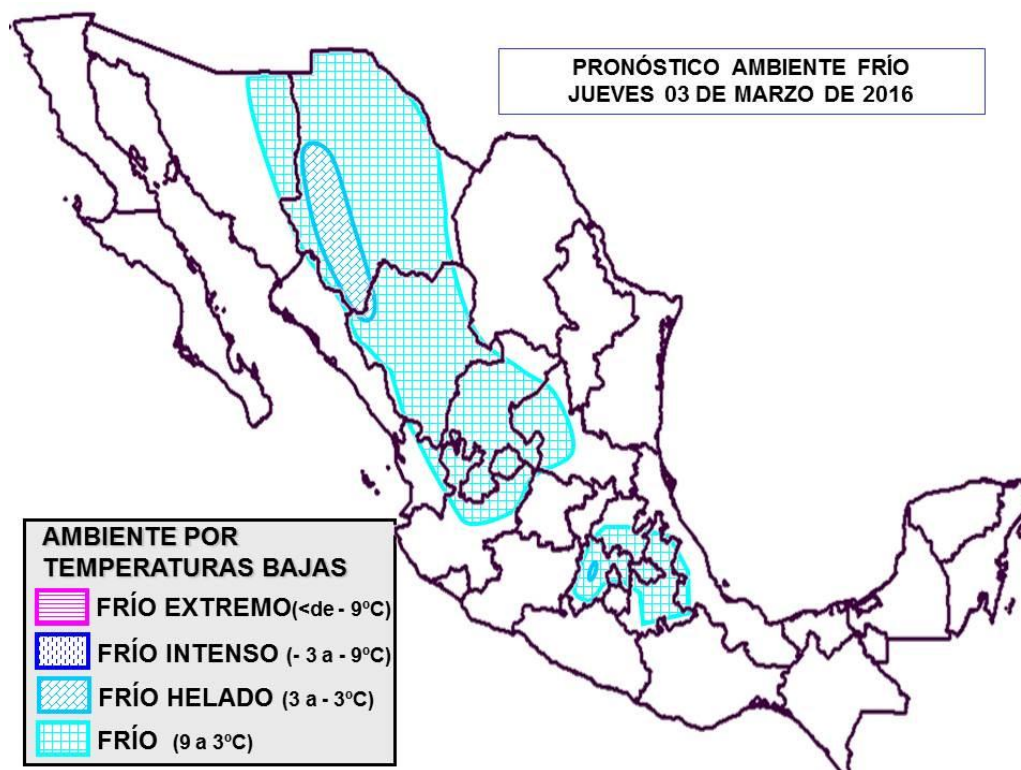 PRONÓSTICO AMBIENTE FRÍO
JUEVES 03 DE MARZO DE 2016
AMBIENTE POR
TEMPERATURAS BAJAS
FRÍO EXTREMO (<de - 9ºC)
FRÍO INTENSO (- 3 a - 9ºC)
FRÍO HELADO (3 a - 3ºC)
FRÍO (9 a 3ºC)